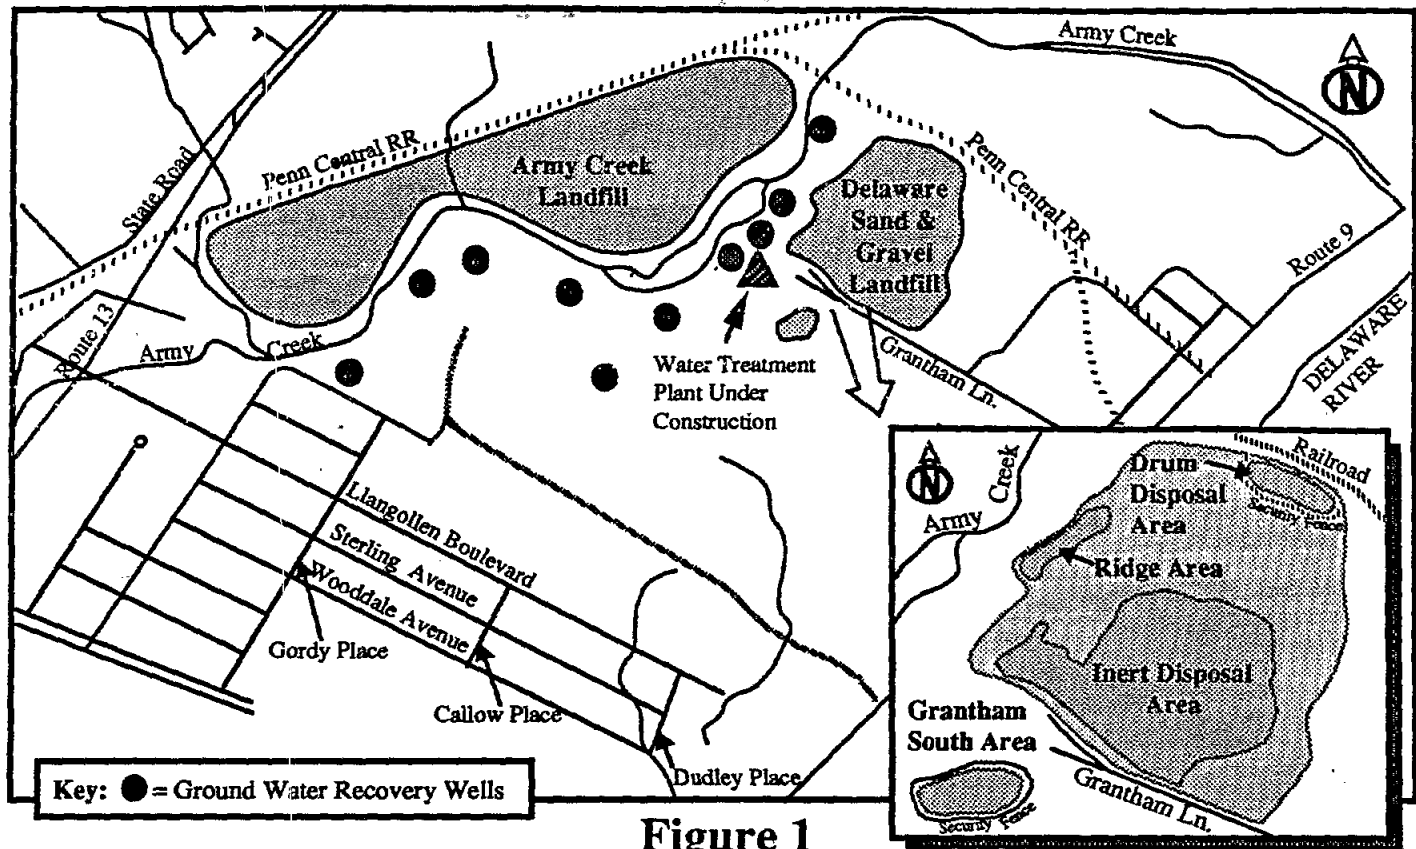 Army Creek
N
Penn Central RR
State Road
Army Creek
Landfill
Delaware
Sand &
Gravel
Landfill
Penn Central RR
Route 9
DELAWARE
RIVER
Route 13
Army Creek
Water Treatment
Plant Under
Construction
Grantham Ln.
Llangollen Boulevard
Sterling Avenue
Wooddale Avenue
Gordy Place
Callow Place
Dudley Place
Key: = Ground Water Recovery Wells
N
Army Creek
Railroad
Drum
Disposal
Area
Security Fence
Ridge Area
Inert Disposal
Area
Grantham
South Area
Security Fence
Grantham Ln.
Figure 1